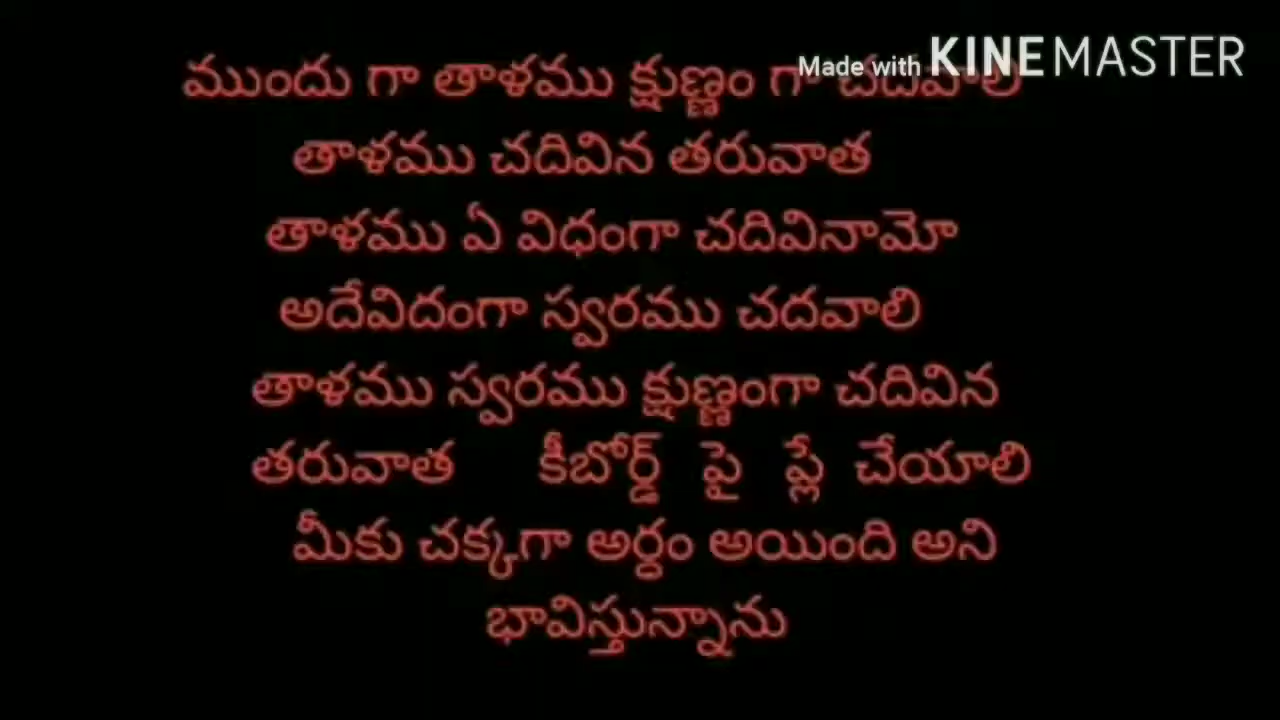 Made with KINEMASTER
ముందు గా తాళము క్షుణ్ణం గా చదవాలి
తాళము చదివిన తరువాత
తాళము ఏ విధంగా చదివినామో
అదేవిదంగా స్వరము చదవాలి
తాళము స్వరము క్షుణ్ణంగా చదివిన
తరువాత కీబోర్డ్ పై ప్లే చేయాలి
మీకు చక్కగా అర్దం అయింది అని
భావిస్తున్నాను